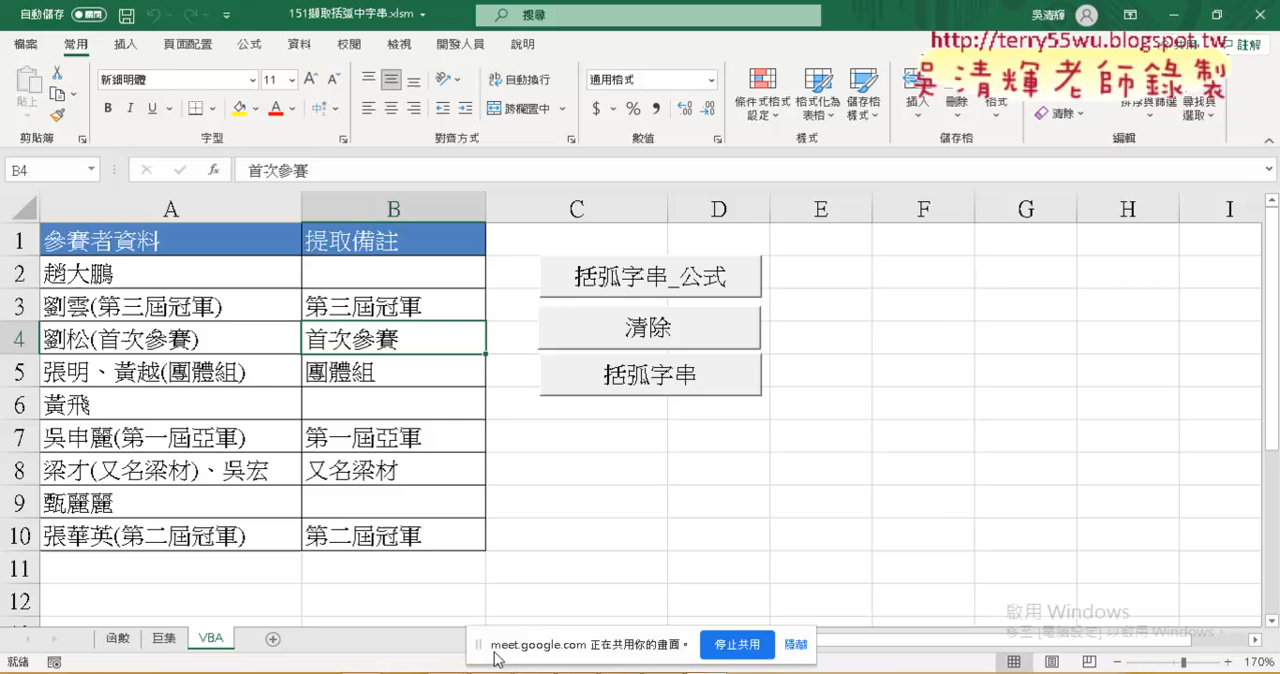 自動儲存
151擷取括弧中字串.xlsm
搜尋
吳清輝
檔案 常用 插入 頁面配置 公式 資料 校閱 檢視 開發人員 說明
http://terry55wu.blogspot.tw
註解
吳清輝老師錄製
貼上
新細明體 11
B I U
自動換行
跨欄置中
通用格式
$ %
條件式格式設定
格式化為表格
儲存格樣式
插入 刪除 格式
清除
排序與篩選
尋找與選取
剪貼簿 字型 對齊方式 數值 樣式 儲存格 編輯
B4 fx 首次參賽
A B C D E F G H I
1 參賽者資料 提取備註
2 趙大鵬
3 劉雲(第三屆冠軍) 第三屆冠軍
4 劉松(首次參賽) 首次參賽
5 張明、黃越(團體組) 團體組
6 黃飛
7 吳申麗(第一屆亞軍) 第一屆亞軍
8 梁才(又名梁材)、吳宏 又名梁材
9 甄麗麗
10 張華英(第二屆冠軍) 第二屆冠軍
11
12
括弧字串_公式
清除
括弧字串
啟用 Windows
移至 [電腦設定] 以啟用 Windows。
函數 巨集 VBA
meet.google.com 正在共用你的畫面。 停止共用 隱藏
就緒
170%